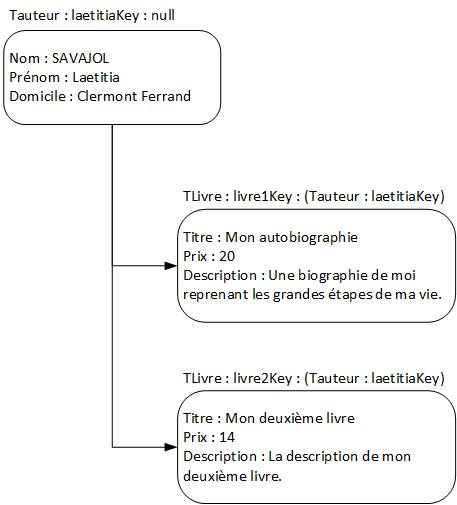 Tauteur : laetitiaKey : null
Nom : SAVAJOL
Prénom : Laetitia
Domicile : Clermont Ferrand
TLivre : livre1Key : (Tauteur : laetitiaKey)
Titre : Mon autobiographie
Prix : 20
Description : Une biographie de moi
reprenant les grandes étapes de ma vie.
TLivre : livre2Key : (Tauteur : laetitiaKey)
Titre : Mon deuxième livre
Prix : 14
Description : La description de mon
deuxième livre.